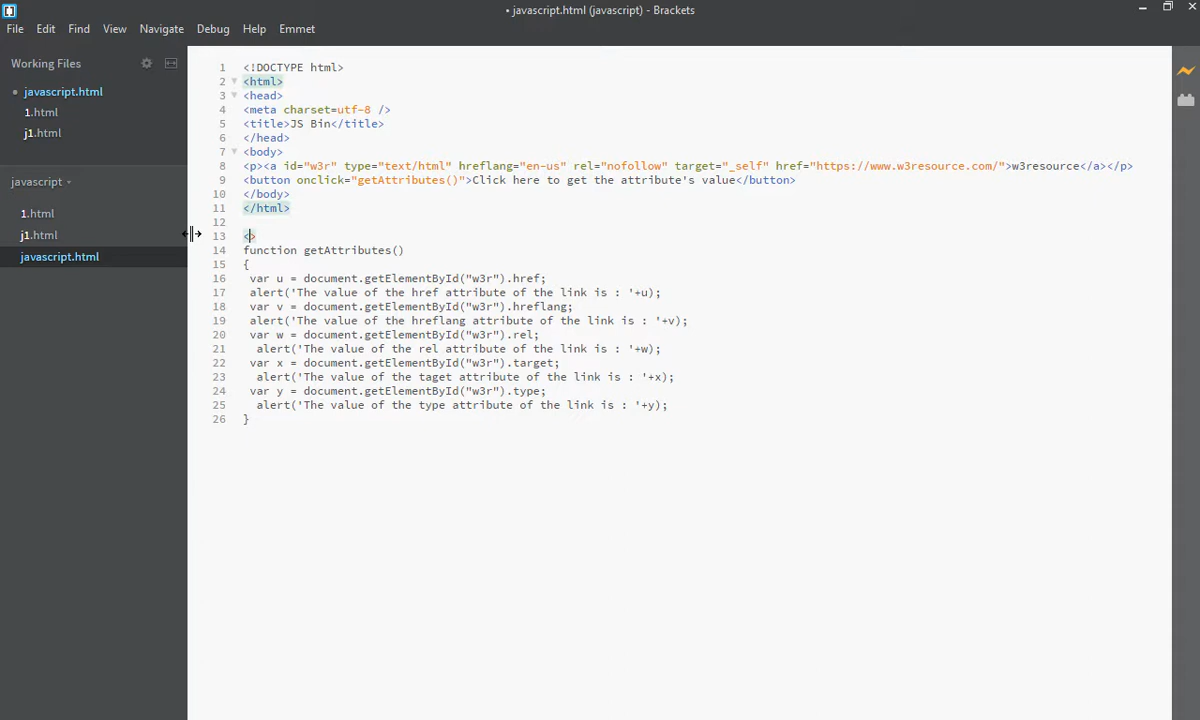 • javascript.html (javascript) - Brackets
File Edit Find View Navigate Debug Help Emmet
Working Files
• javascript.html
1.html
j1.html
javascript
1.html
j1.html
javascript.html
1 <!DOCTYPE html>
2 <html>
3 <head>
4 <meta charset=utf-8 />
5 <title>JS Bin</title>
6 </head>
7 <body>
8 <p><a id="w3r" type="text/html" hreflang="en-us" rel="nofollow" target="_self" href="https://www.w3resource.com/">w3resource</a></p>
9 <button onclick="getAttributes()">Click here to get the attribute's value</button>
10 </body>
11 </html>
12
13 <>
14 function getAttributes()
15 {
16 var u = document.getElementById("w3r").href;
17 alert('The value of the href attribute of the link is : '+u);
18 var v = document.getElementById("w3r").hreflang;
19 alert('The value of the hreflang attribute of the link is : '+v);
20 var w = document.getElementById("w3r").rel;
21 alert('The value of the rel attribute of the link is : '+w);
22 var x = document.getElementById("w3r").target;
23 alert('The value of the taget attribute of the link is : '+x);
24 var y = document.getElementById("w3r").type;
25 alert('The value of the type attribute of the link is : '+y);
26 }